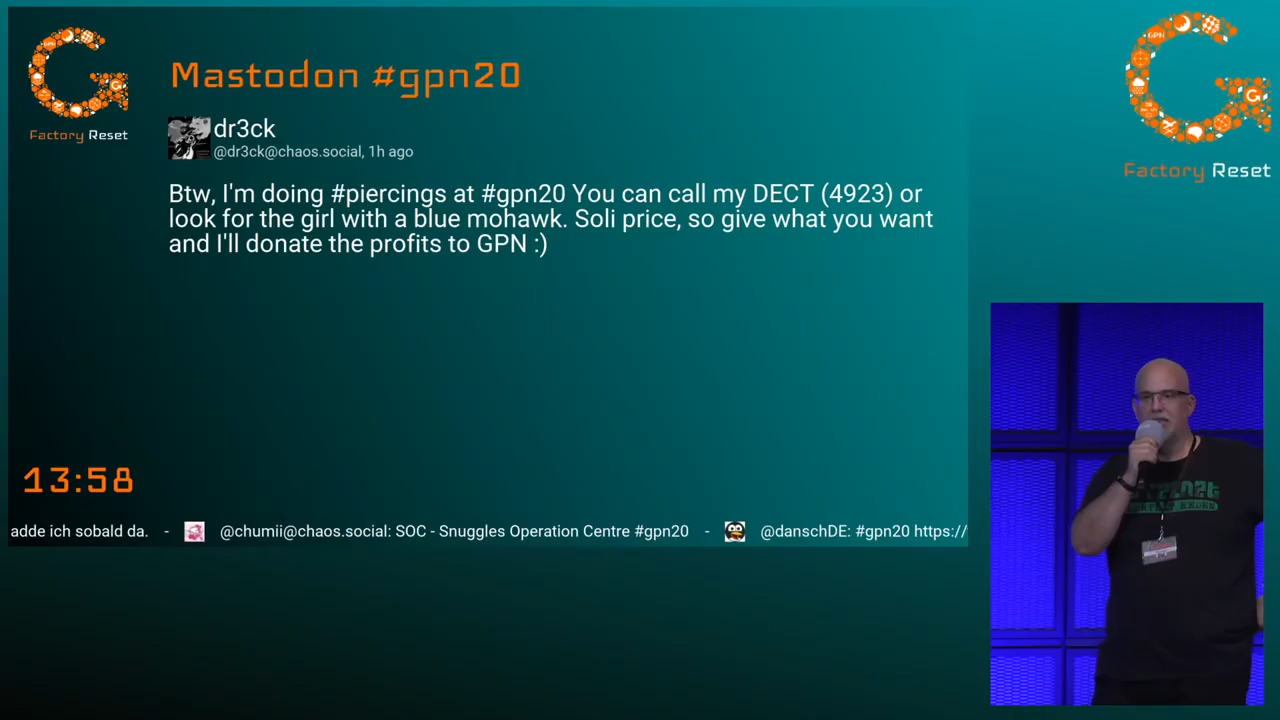 Mastodon #gpn20
Factory Reset
dr3ck
@dr3ck@chaos.social, 1h ago
Btw, I'm doing #piercings at #gpn20 You can call my DECT (4923) or
look for the girl with a blue mohawk. Soli price, so give what you want
and I'll donate the profits to GPN :)
13:58
adde ich sobald da. - @chumii@chaos.social: SOC - Snuggles Operation Centre #gpn20 - @danschDE: #gpn20 https://
Factory Reset